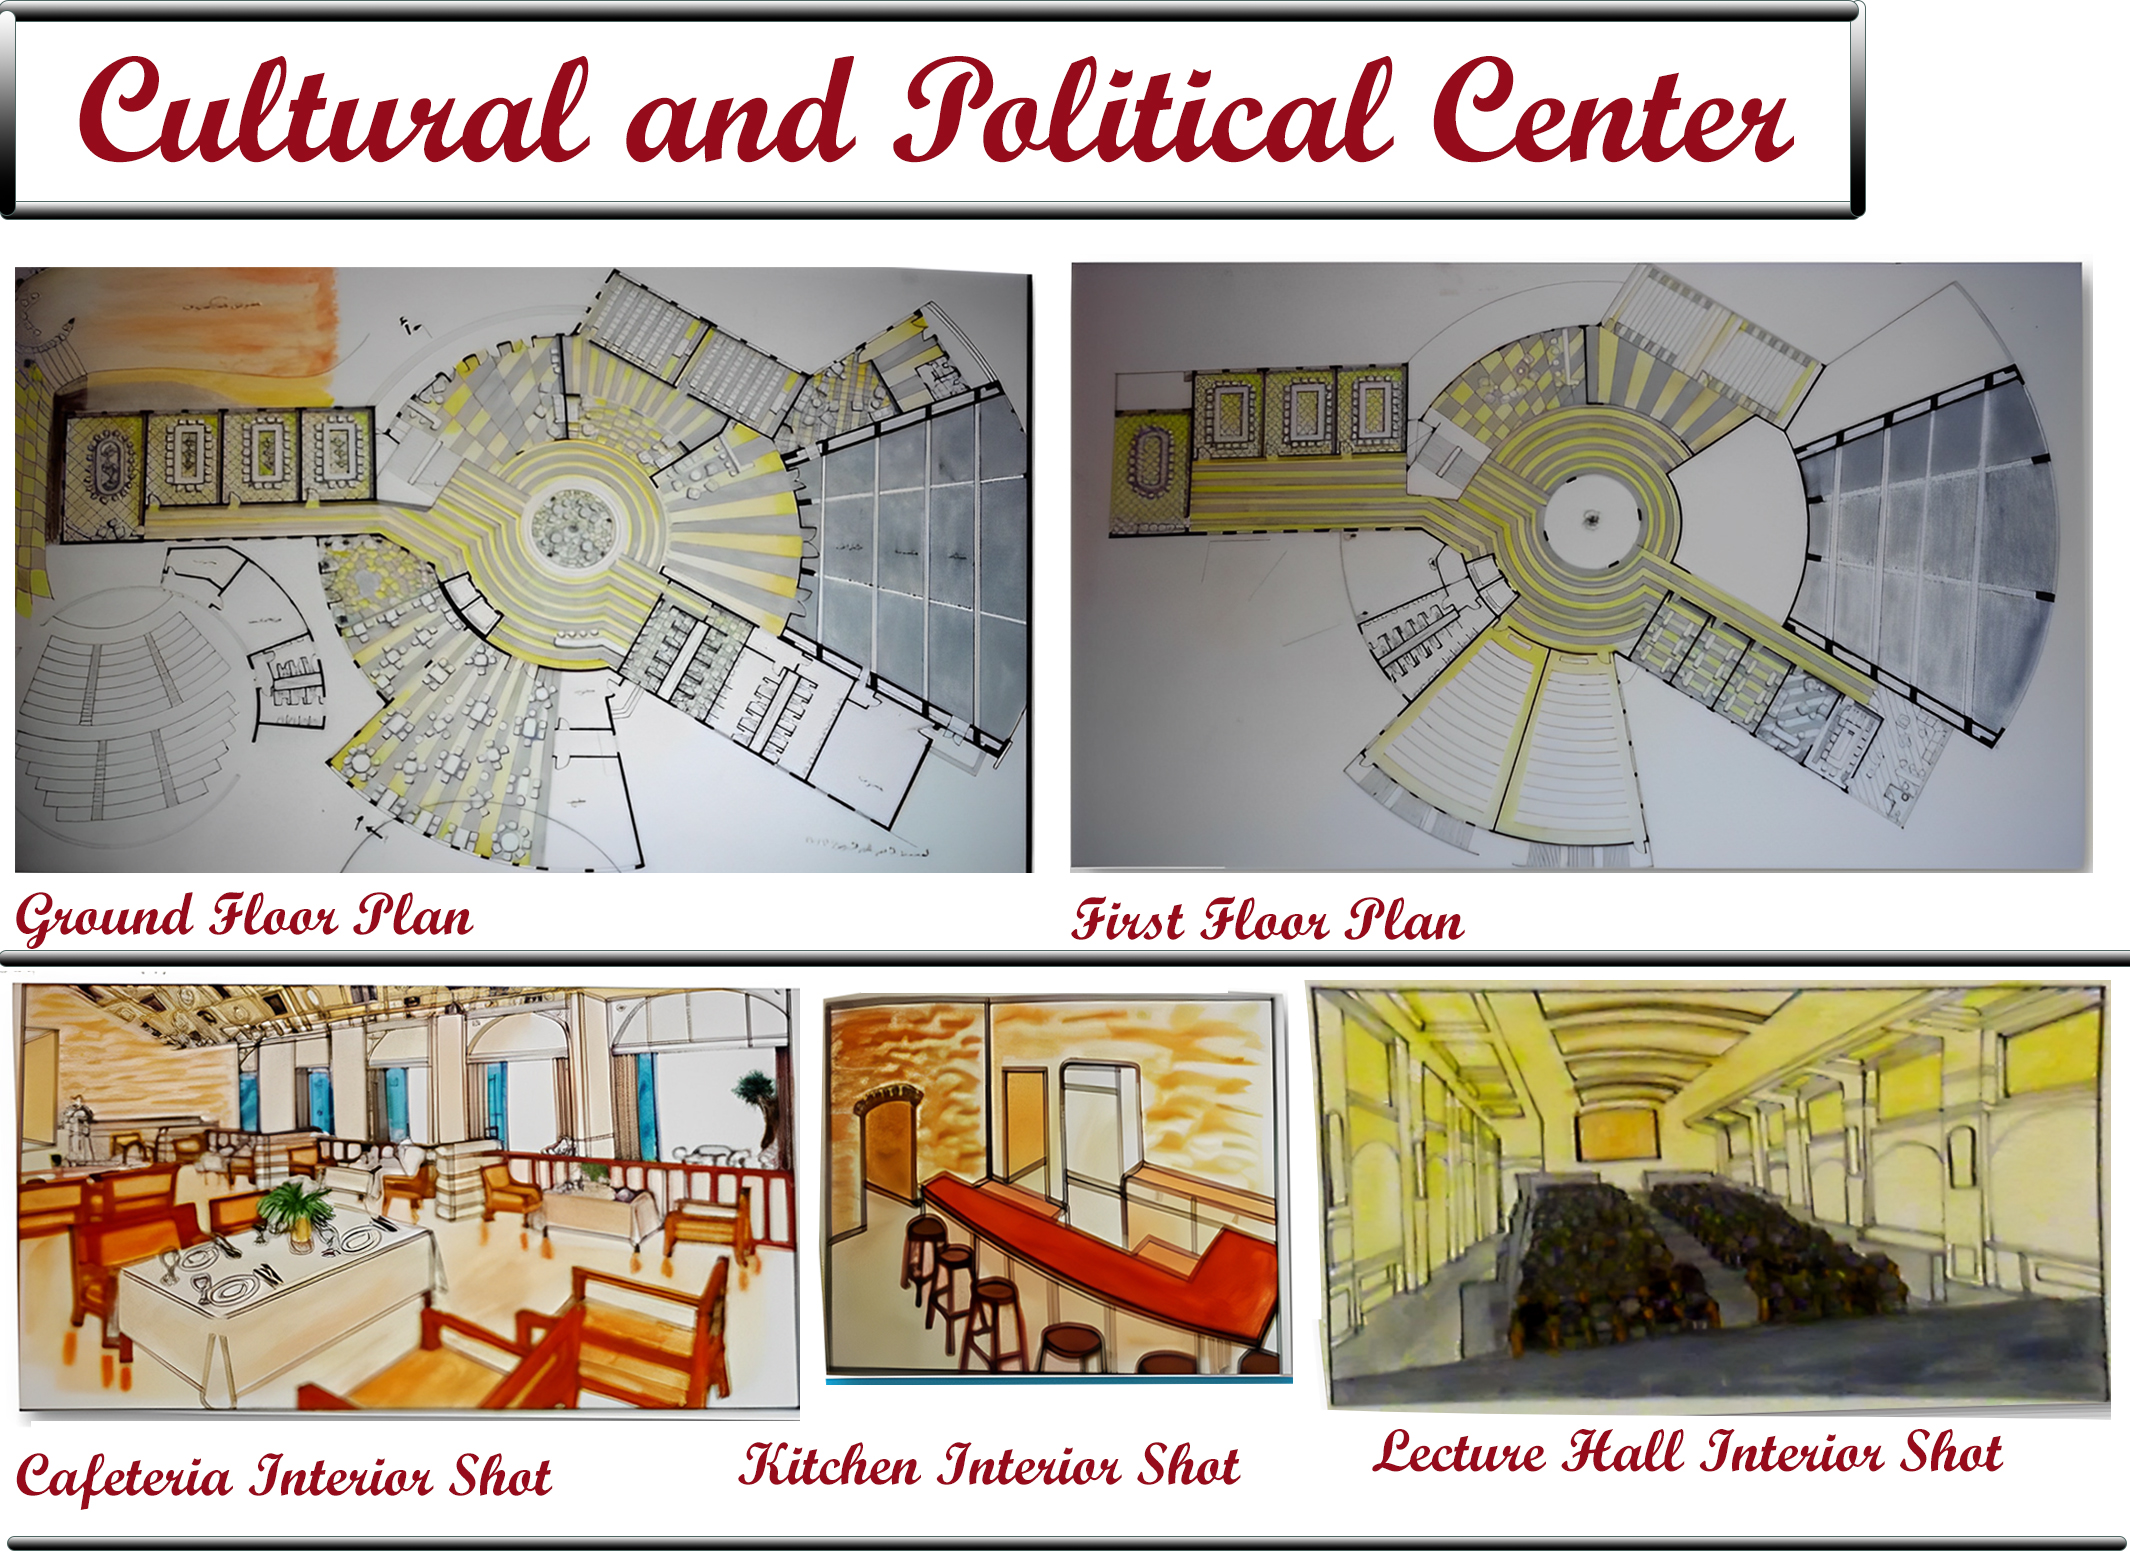 Cultural and Political Center
Ground Floor Plan
First Floor Plan
Cafeteria Interior Shot
Kitchen Interior Shot
Lecture Hall Interior Shot